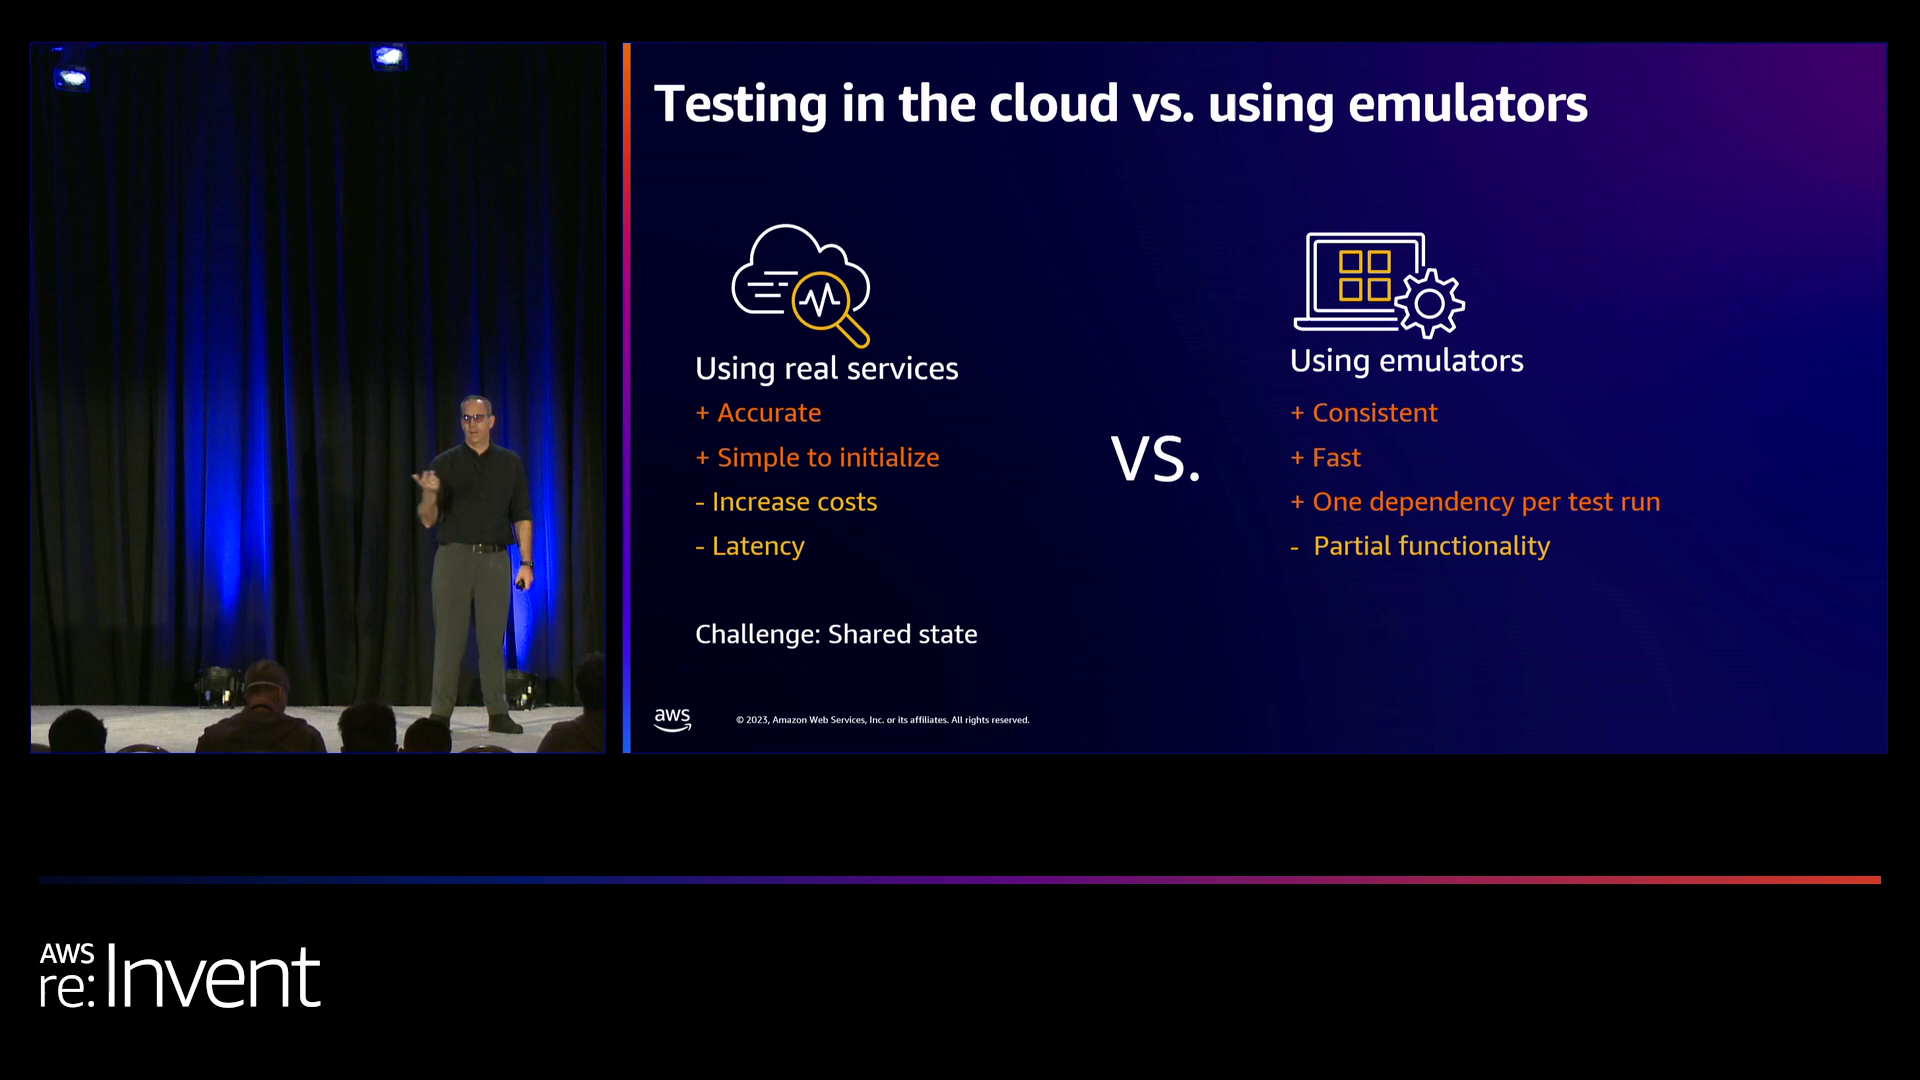 Testing in the cloud vs. using emulators
Using real services
+ Accurate
+ Simple to initialize
- Increase costs
- Latency
Challenge: Shared state
VS.
Using emulators
+ Consistent
+ Fast
+ One dependency per test run
- Partial functionality
aws
© 2023, Amazon Web Services, Inc. or its affiliates. All rights reserved.
AWS
re:Invent